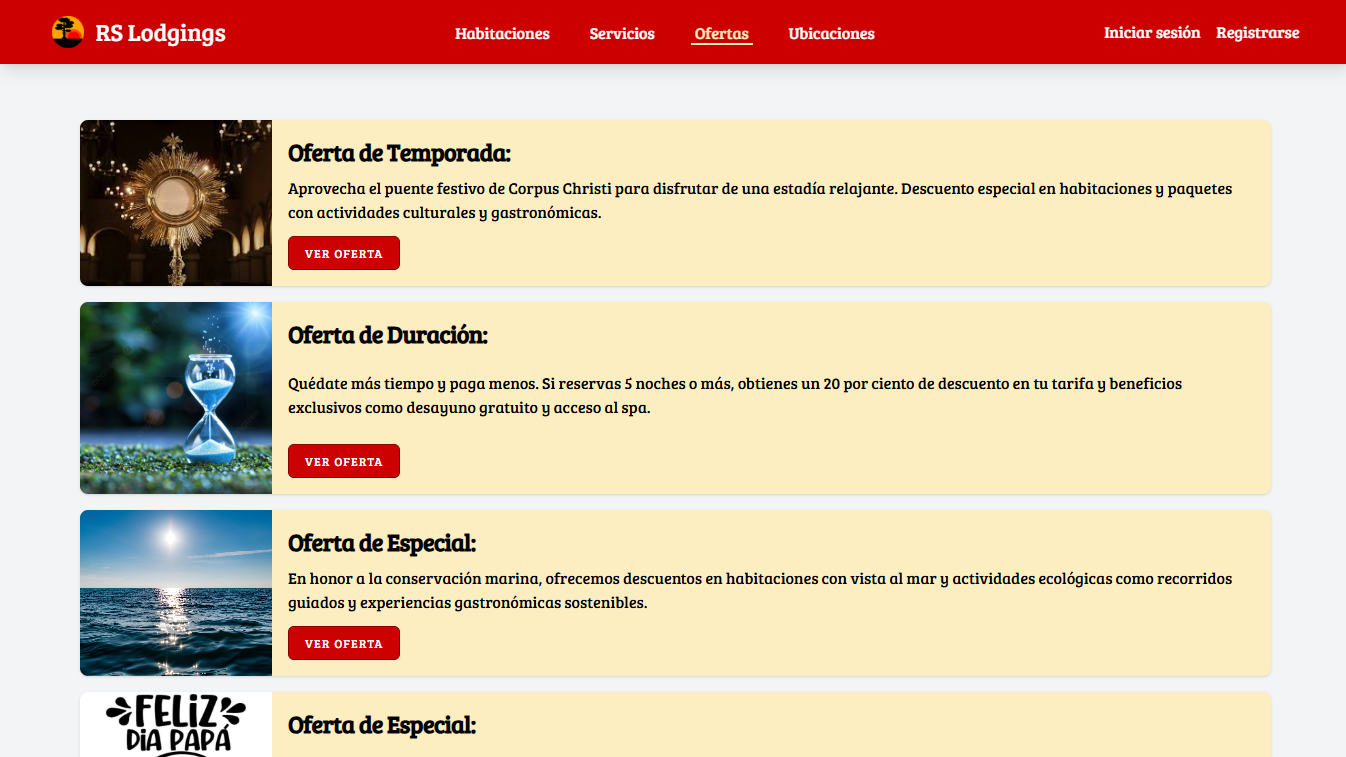 RS Lodgings
Habitaciones
Servicios
Ofertas
Ubicaciones
Iniciar sesión
Registrarse
Oferta de Temporada:
Aprovecha el puente festivo de Corpus Christi para disfrutar de una estadía relajante. Descuento especial en habitaciones y paquetes
con actividades culturales y gastronómicas.
VER OFERTA
Oferta de Duración:
Quédate más tiempo y paga menos. Si reservas 5 noches o más, obtienes un 20 por ciento de descuento en tu tarifa y beneficios
exclusivos como desayuno gratuito y acceso al spa.
VER OFERTA
Oferta de Especial:
En honor a la conservación marina, ofrecemos descuentos en habitaciones con vista al mar y actividades ecológicas como recorridos
guiados y experiencias gastronómicas sostenibles.
VER OFERTA
FELIZ
DIA PAPÁ
Oferta de Especial: